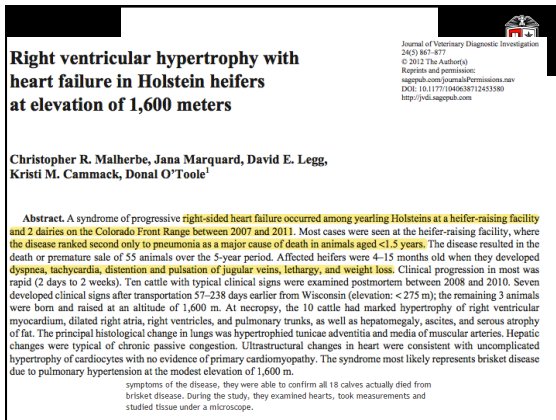 Journal of Veterinary Diagnostic Investigation
24(5) 867–877
© 2012 The Author(s)
Reprints and permission:
sagepub.com/journalsPermissions.nav
DOI: 10.1177/1040638712453580
http://jvdi.sagepub.com
Right ventricular hypertrophy with
heart failure in Holstein heifers
at elevation of 1,600 meters
Christopher R. Malherbe, Jana Marquard, David E. Legg,
Kristi M. Cammack, Donal O'Toole¹
Abstract. A syndrome of progressive right-sided heart failure occurred among yearling Holsteins at a heifer-raising facility
and 2 dairies on the Colorado Front Range between 2007 and 2011. Most cases were seen at the heifer-raising facility, where
the disease ranked second only to pneumonia as a major cause of death in animals aged <1.5 years. The disease resulted in the
death or premature sale of 55 animals over the 5-year period. Affected heifers were 4–15 months old when they developed
dyspnea, tachycardia, distention and pulsation of jugular veins, lethargy, and weight loss. Clinical progression in most was
rapid (2 days to 2 weeks). Ten cattle with typical clinical signs were examined postmortem between 2008 and 2010. Seven
developed clinical signs after transportation 57–238 days earlier from Wisconsin (elevation: <275 m); the remaining 3 animals
were born and raised at an altitude of 1,600 m. At necropsy, the 10 cattle had marked hypertrophy of right ventricular
myocardium, dilated right atria, right ventricles, and pulmonary trunks, as well as hepatomegaly, ascites, and serous atrophy
of fat. The principal histological change in lungs was hypertrophied tunicae adventitia and media of muscular arteries. Hepatic
changes were typical of chronic passive congestion. Ultrastructural changes in heart were consistent with uncomplicated
hypertrophy of cardiocytes with no evidence of primary cardiomyopathy. The syndrome most likely represents brisket disease
due to pulmonary hypertension at the modest elevation of 1,600 m.
symptoms of the disease, they were able to confirm all 18 calves actually died from
brisket disease. During the study, they examined hearts, took measurements and
studied tissue under a microscope.